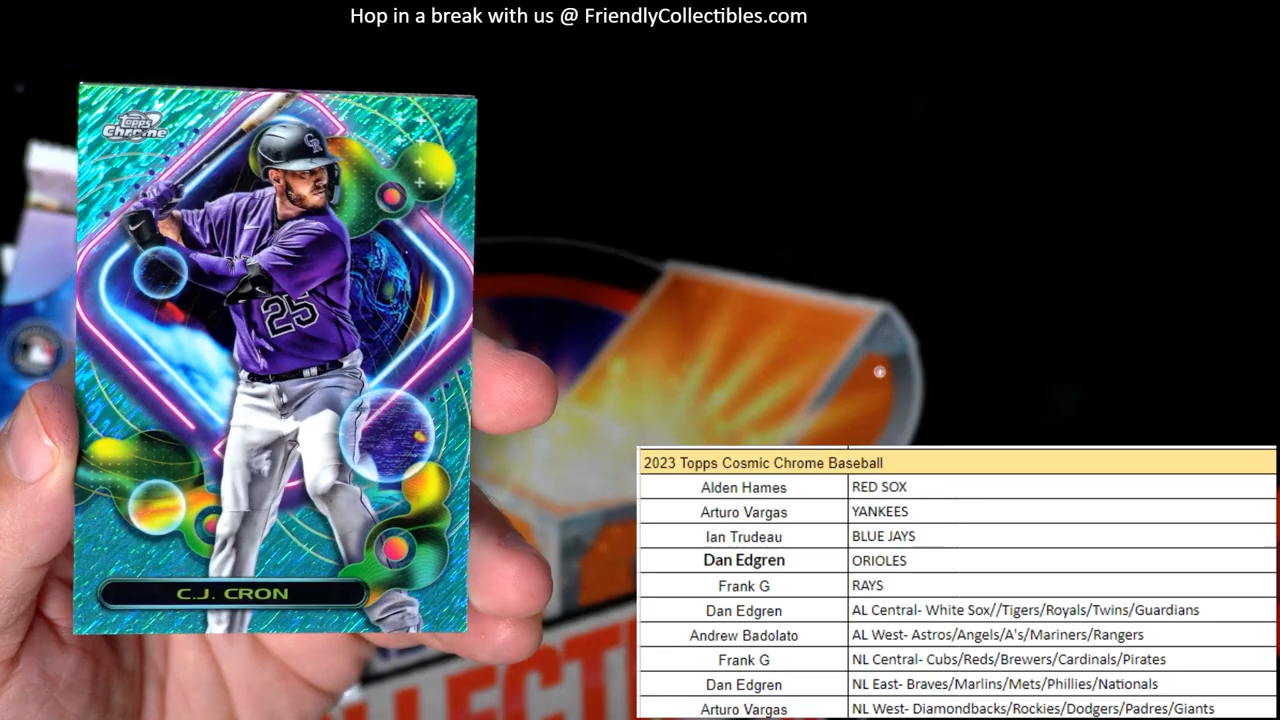 Hop in a break with us @ FriendlyCollectibles.com
Topps
Chrome
CR
25
C.J. CRON
2023 Topps Cosmic Chrome Baseball
Alden Hames RED SOX
Arturo Vargas YANKEES
Ian Trudeau BLUE JAYS
Dan Edgren ORIOLES
Frank G RAYS
Dan Edgren AL Central- White Sox//Tigers/Royals/Twins/Guardians
Andrew Badolato AL West- Astros/Angels/A's/Mariners/Rangers
Frank G NL Central- Cubs/Reds/Brewers/Cardinals/Pirates
Dan Edgren NL East- Braves/Marlins/Mets/Phillies/Nationals
Arturo Vargas NL West- Diamondbacks/Rockies/Dodgers/Padres/Giants